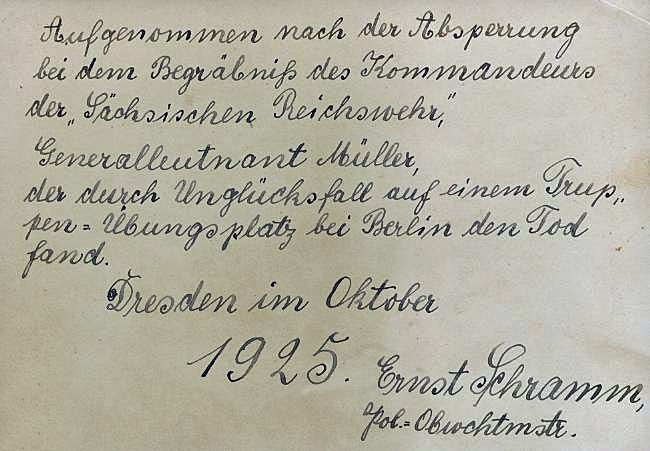 Aufgenommen nach der Absperrung
bei dem Begräbniß des Kommandeurs
der „Sächsischen Reichswehr“,
Generalleutnant Müller,
der durch Unglücksfall auf einem Trup„
pen=Übungsplatz bei Berlin den Tod
fand.
Dresden im Oktober
1925.
Ernst Schramm,
Pol.=Obwchtmstr.